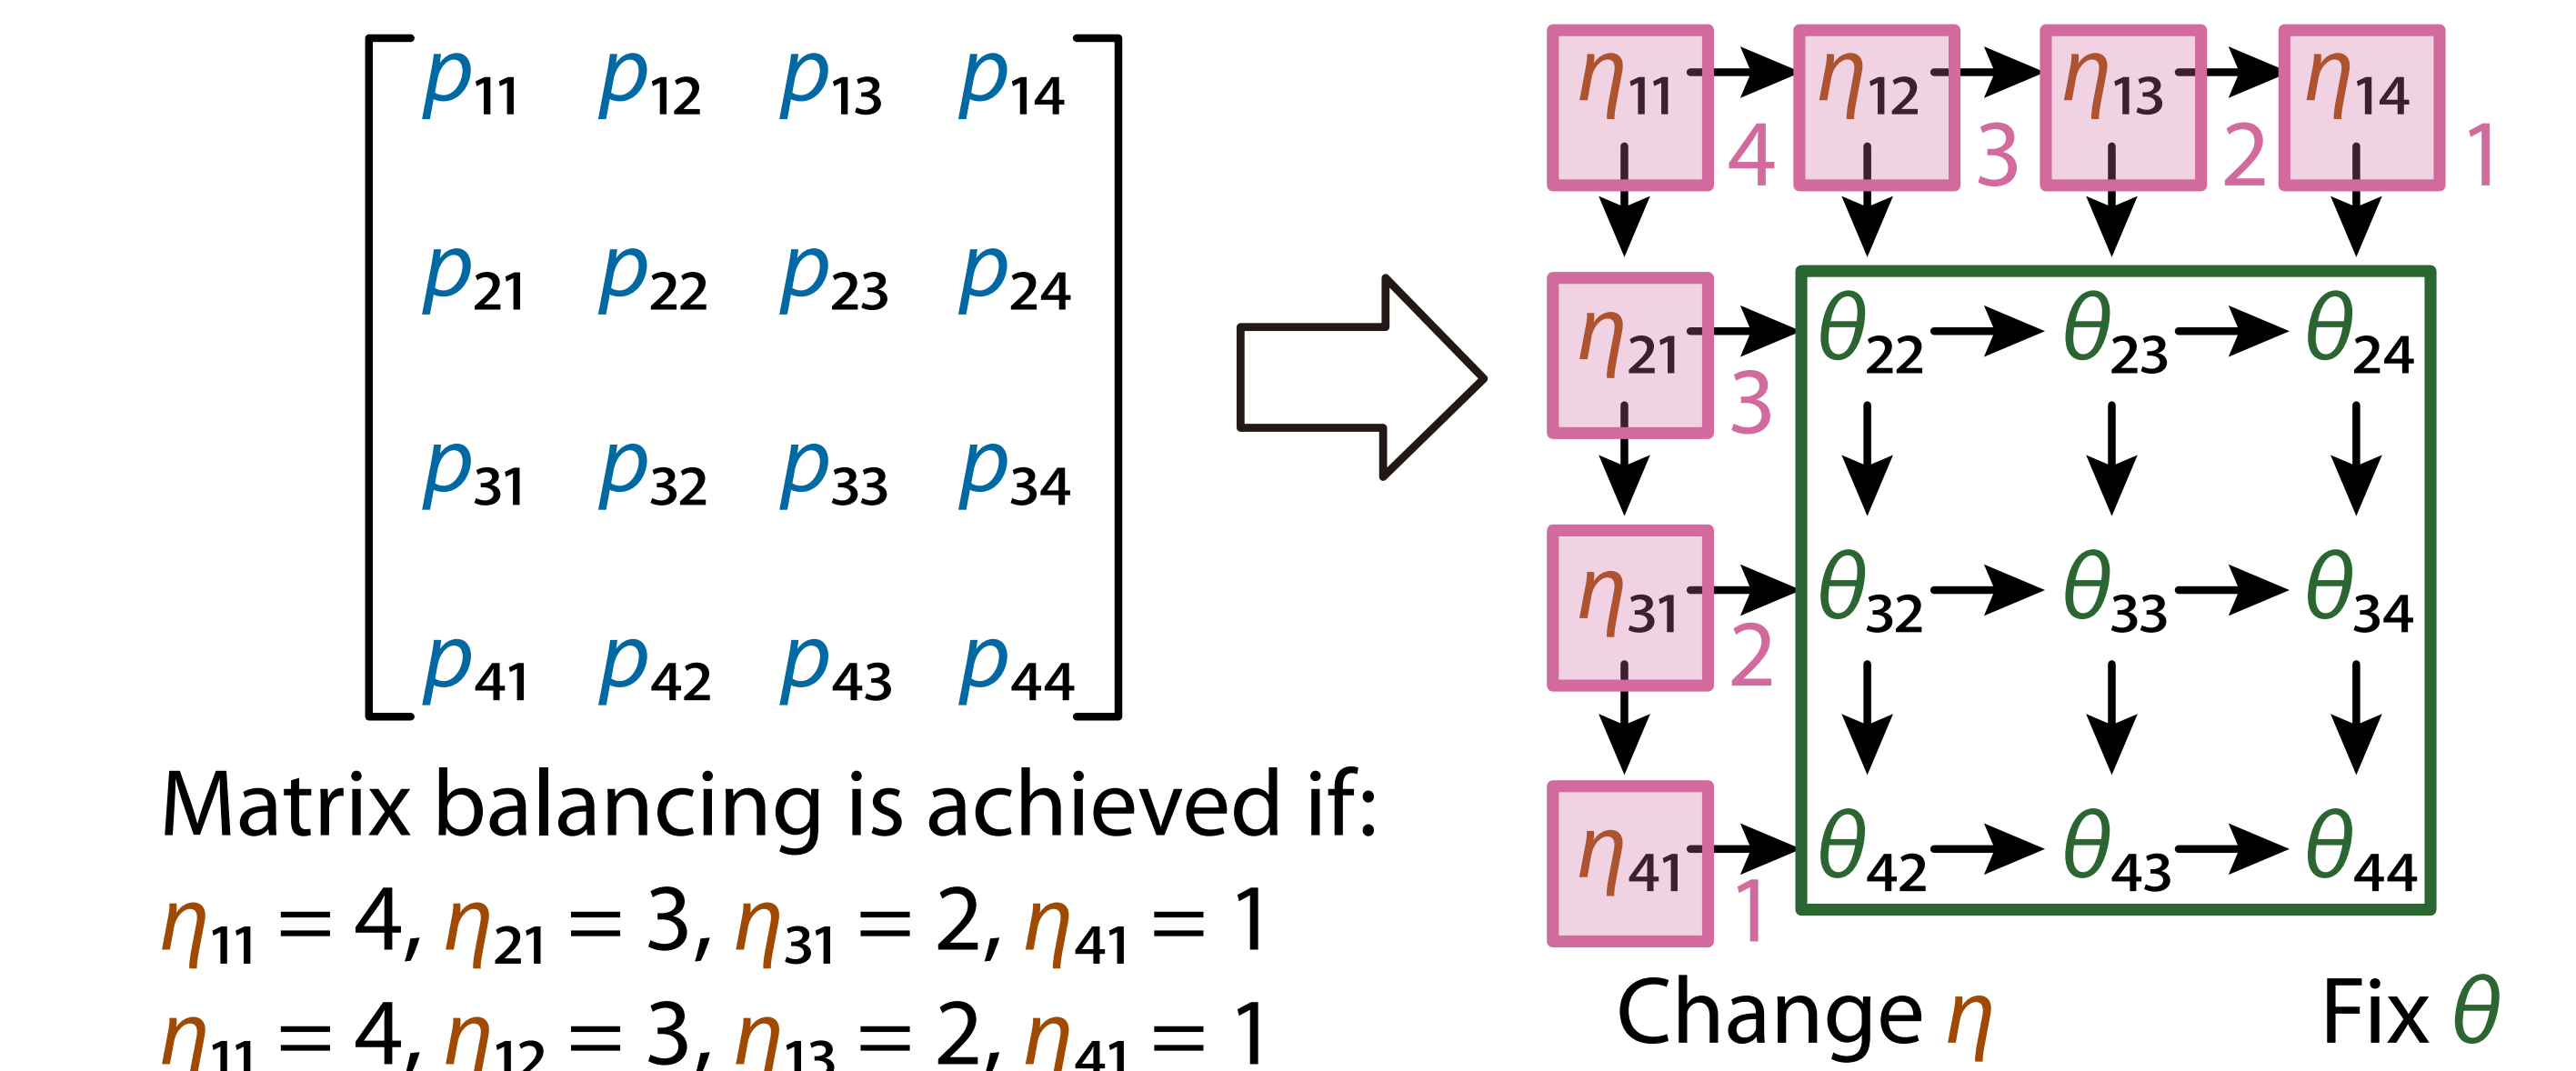 p11 p12 p13 p14
p21 p22 p23 p24
p31 p32 p33 p34
p41 p42 p43 p44
Matrix balancing is achieved if:
η11 = 4, η21 = 3, η31 = 2, η41 = 1
η11 = 4, η12 = 3, η13 = 2, η41 = 1
η11 4 η12 3 η13 2 η14 1
η21 3 θ22 θ23 θ24
η31 2 θ32 θ33 θ34
η41 1 θ42 θ43 θ44
Change η Fix θ